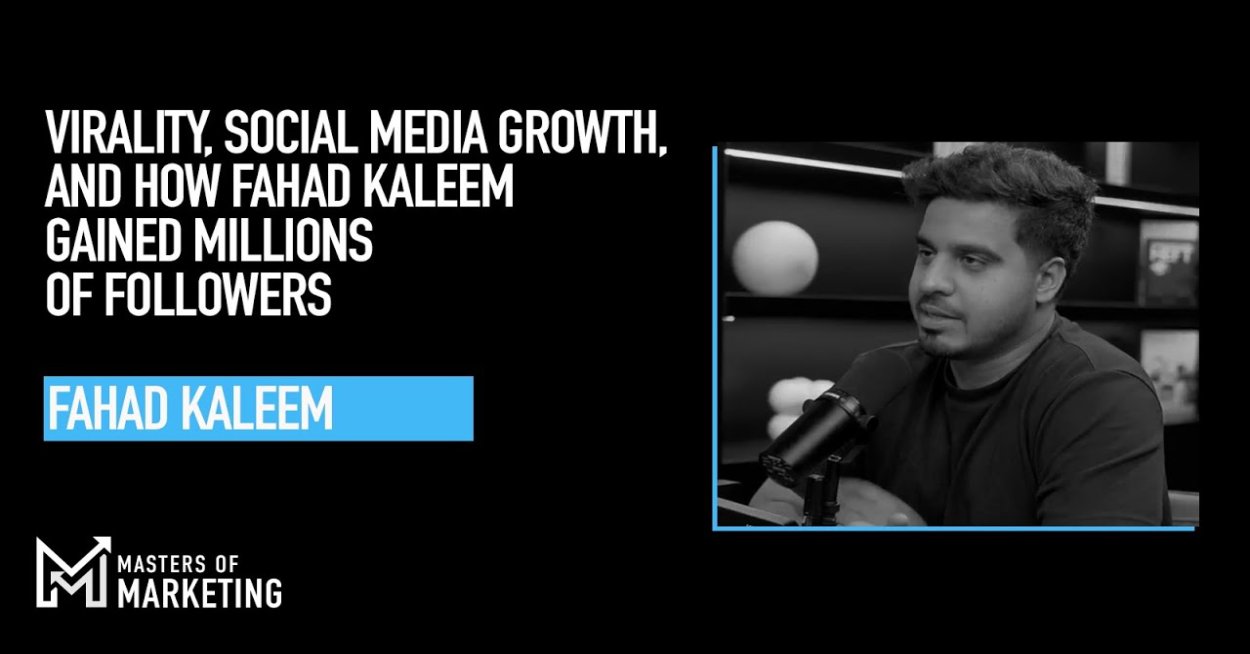 VIRALITY, SOCIAL MEDIA GROWTH,
AND HOW FAHAD KALEEM
GAINED MILLIONS
OF FOLLOWERS
FAHAD KALEEM
MASTERS OF
MARKETING